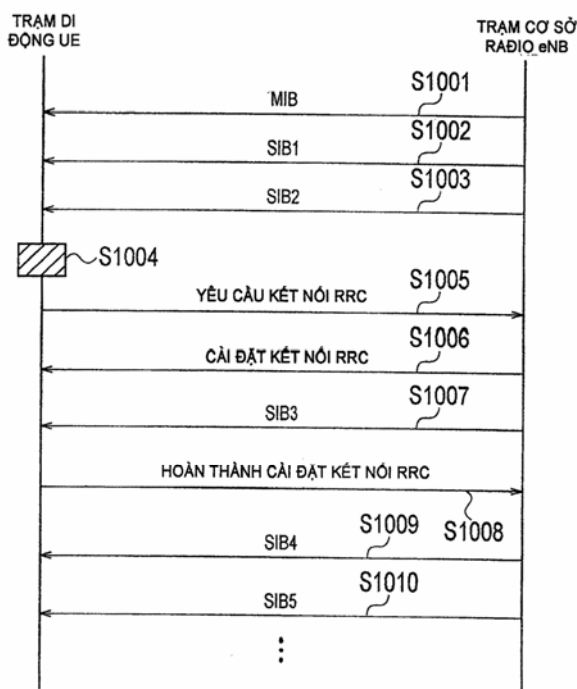 TRẠM DI
ĐỘNG UE
TRẠM CƠ SỞ
RAĐIO eNB
S1001
MIB
S1002
SIB1
S1003
SIB2
S1004
S1005
YÊU CẦU KẾT NỐI RRC
S1006
CÀI ĐẶT KẾT NỐI RRC
S1007
SIB3
HOÀN THÀNH CÀI ĐẶT KẾT NỐI RRC
S1008
S1009
SIB4
S1010
SIB5